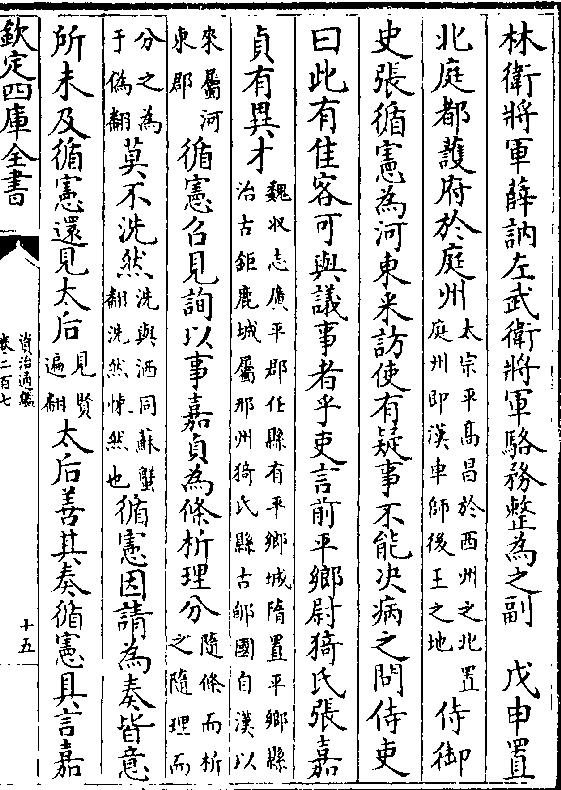 林衛將軍薛訥左武衛將軍駱務整為之副　戊申置
北庭都護府於庭州太宗平高昌於西州之北置庭州即漢車師後王之地侍御
史張循憲為河東采訪使有疑事不能決病之問侍吏
曰此有佳客可與議事者乎吏言前平鄉尉猗氏張嘉
貞有異才魏收志廣平郡任縣有平鄉城隋置平鄉縣治古鉅鹿城屬邢州猗氏縣古郇國自漢以
來屬河東郡循憲召見詢以事嘉貞為條析理分隨條而析之隨理而
分之為于偽翻莫不洗然洗與洒同蘇蟹翻洗然悚然也循憲因請為奏皆意
所未及循憲還見太后見賢遍翻太后善其奏循憲具言嘉
欽定四庫全書
資治通鑑
卷二百七
十五